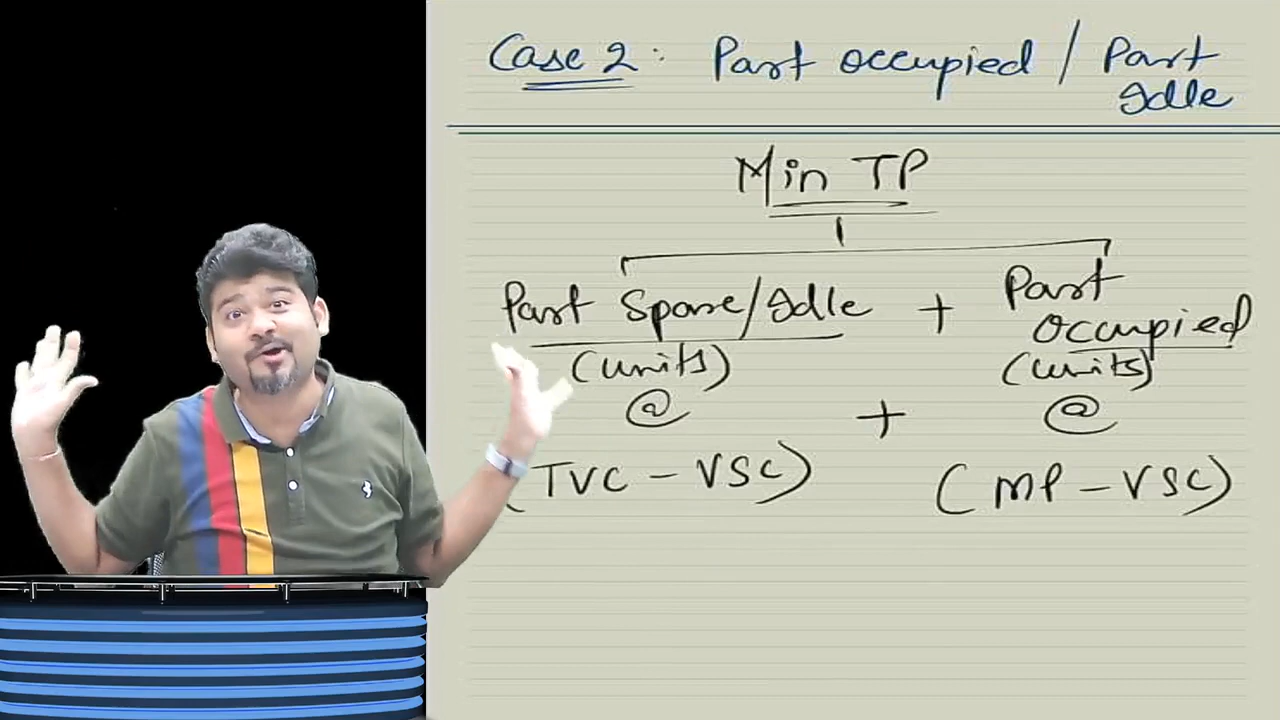 Case 2: Part occupied / Part Idle
Min TP
Part Spare/Idle + Part occupied
(units) (units)
@ + @
(TVC - VSC) (MP - VSC)